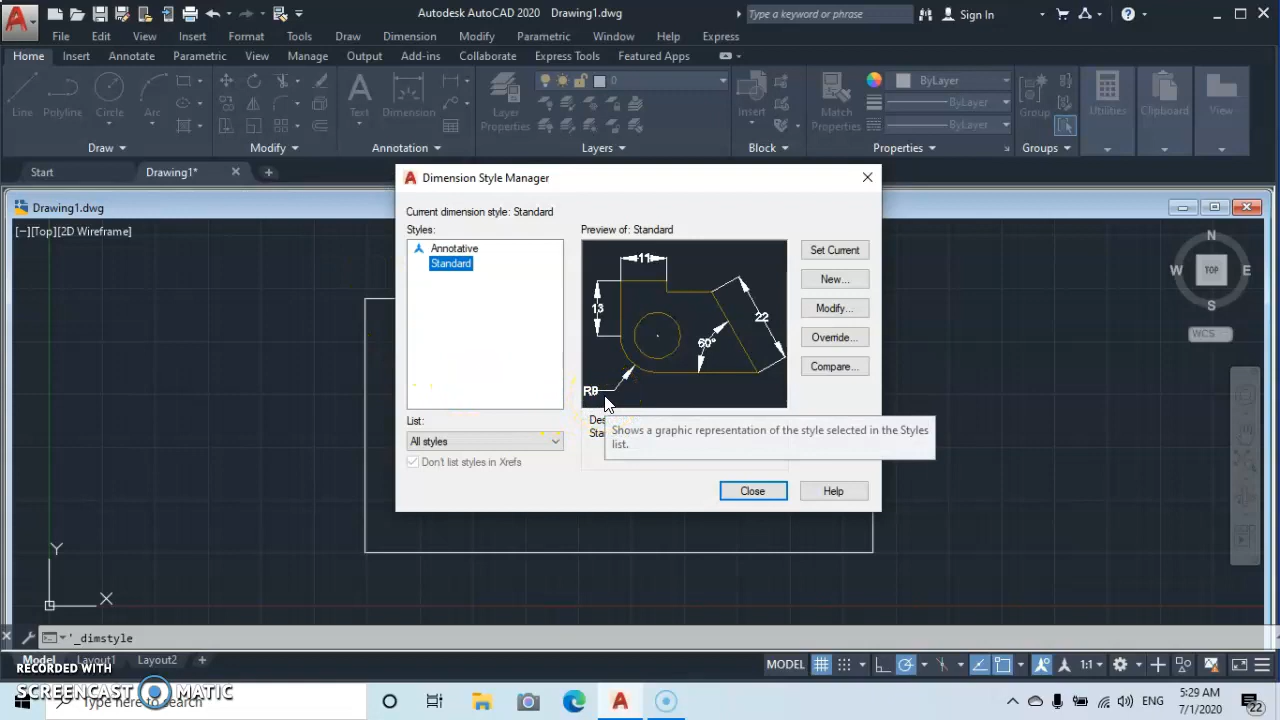 Autodesk AutoCAD 2020 Drawing1.dwg
Type a keyword or phrase
Sign In
File Edit View Insert Format Tools Draw Dimension Modify Parametric Window Help Express
Home Insert Annotate Parametric View Output Add-ins Collaborate Express Tools Featured Apps
Line Polyline Circle Arc
Text Dimension
Layer Properties
0
Insert
Match Properties
ByLayer
ByLayer
ByLayer
Group Utilities Clipboard View
Draw Modify Annotation Layers Block Properties Groups
Start Drawing1*
Drawing1.dwg
[−][Top][2D Wireframe]
N
W TOP E
S
WCS
Dimension Style Manager
Current dimension style: Standard
Styles:
Annotative
Standard
Preview of: Standard
11
13
22
60°
R8
Set Current
New...
Modify...
Override...
Compare...
List:
All styles
Don't list styles in Xrefs
Shows a graphic representation of the style selected in the Styles
list.
Close Help
Y
X
'_dimstyle
Model Layout1 Layout2
MODEL 1:1
RECORDED WITH
SCREENCAST MATIC
Type here to search
ENG
5:29 AM
7/1/2020
22